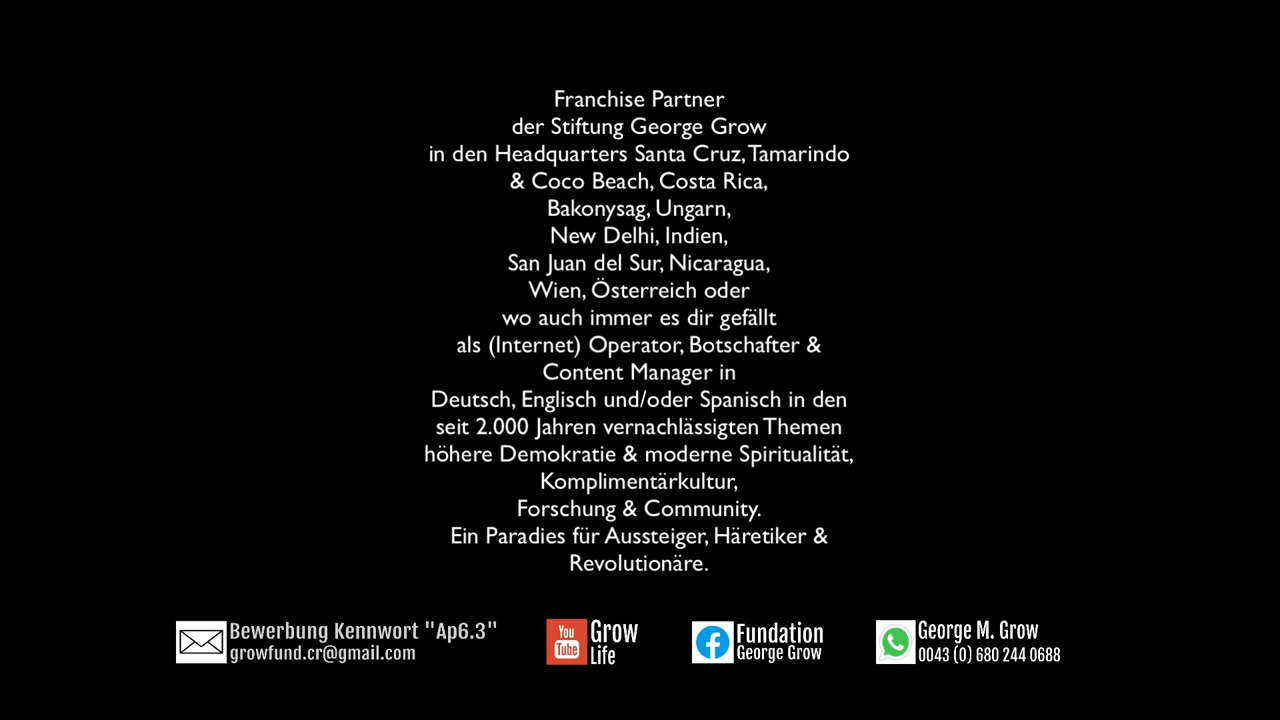 Franchise Partner
der Stiftung George Grow
in den Headquarters Santa Cruz, Tamarindo
& Coco Beach, Costa Rica,
Bakonysag, Ungarn,
New Delhi, Indien,
San Juan del Sur, Nicaragua,
Wien, Österreich oder
wo auch immer es dir gefällt
als (Internet) Operator, Botschafter &
Content Manager in
Deutsch, Englisch und/oder Spanisch in den
seit 2.000 Jahren vernachlässigten Themen
höhere Demokratie & moderne Spiritualität,
Komplimentärkultur,
Forschung & Community.
Ein Paradies für Aussteiger, Häretiker &
Revolutionäre.
Bewerbung Kennwort "Ap6.3"
growfund.cr@gmail.com
You
Tube
Grow
Life
Fundation
George Grow
George M. Grow
0043 (0) 680 244 0688